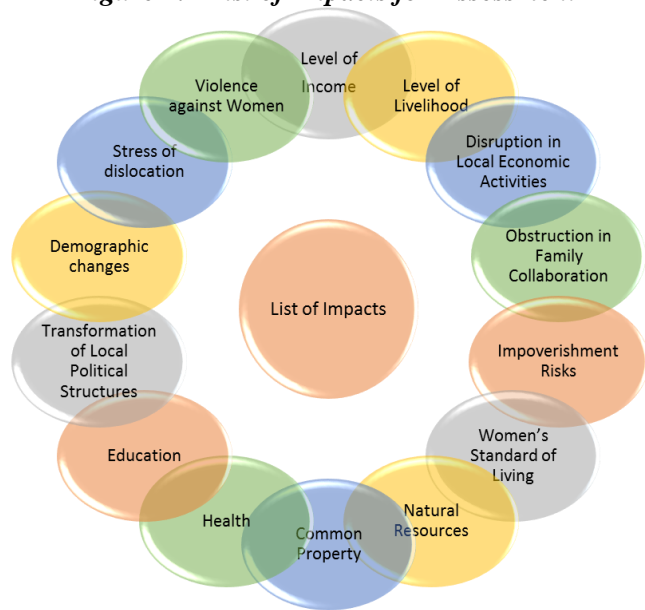 Level of
Income
Level of
Livelihood
Disruption in
Local Economic
Activities
Obstruction in
Family
Collaboration
Impoverishment
Risks
Women’s
Standard of
Living
Natural
Resources
Common
Property
Health
Education
Transformation
of Local
Political
Structures
Demographic
changes
Stress of
dislocation
Violence
against Women
List of Impacts